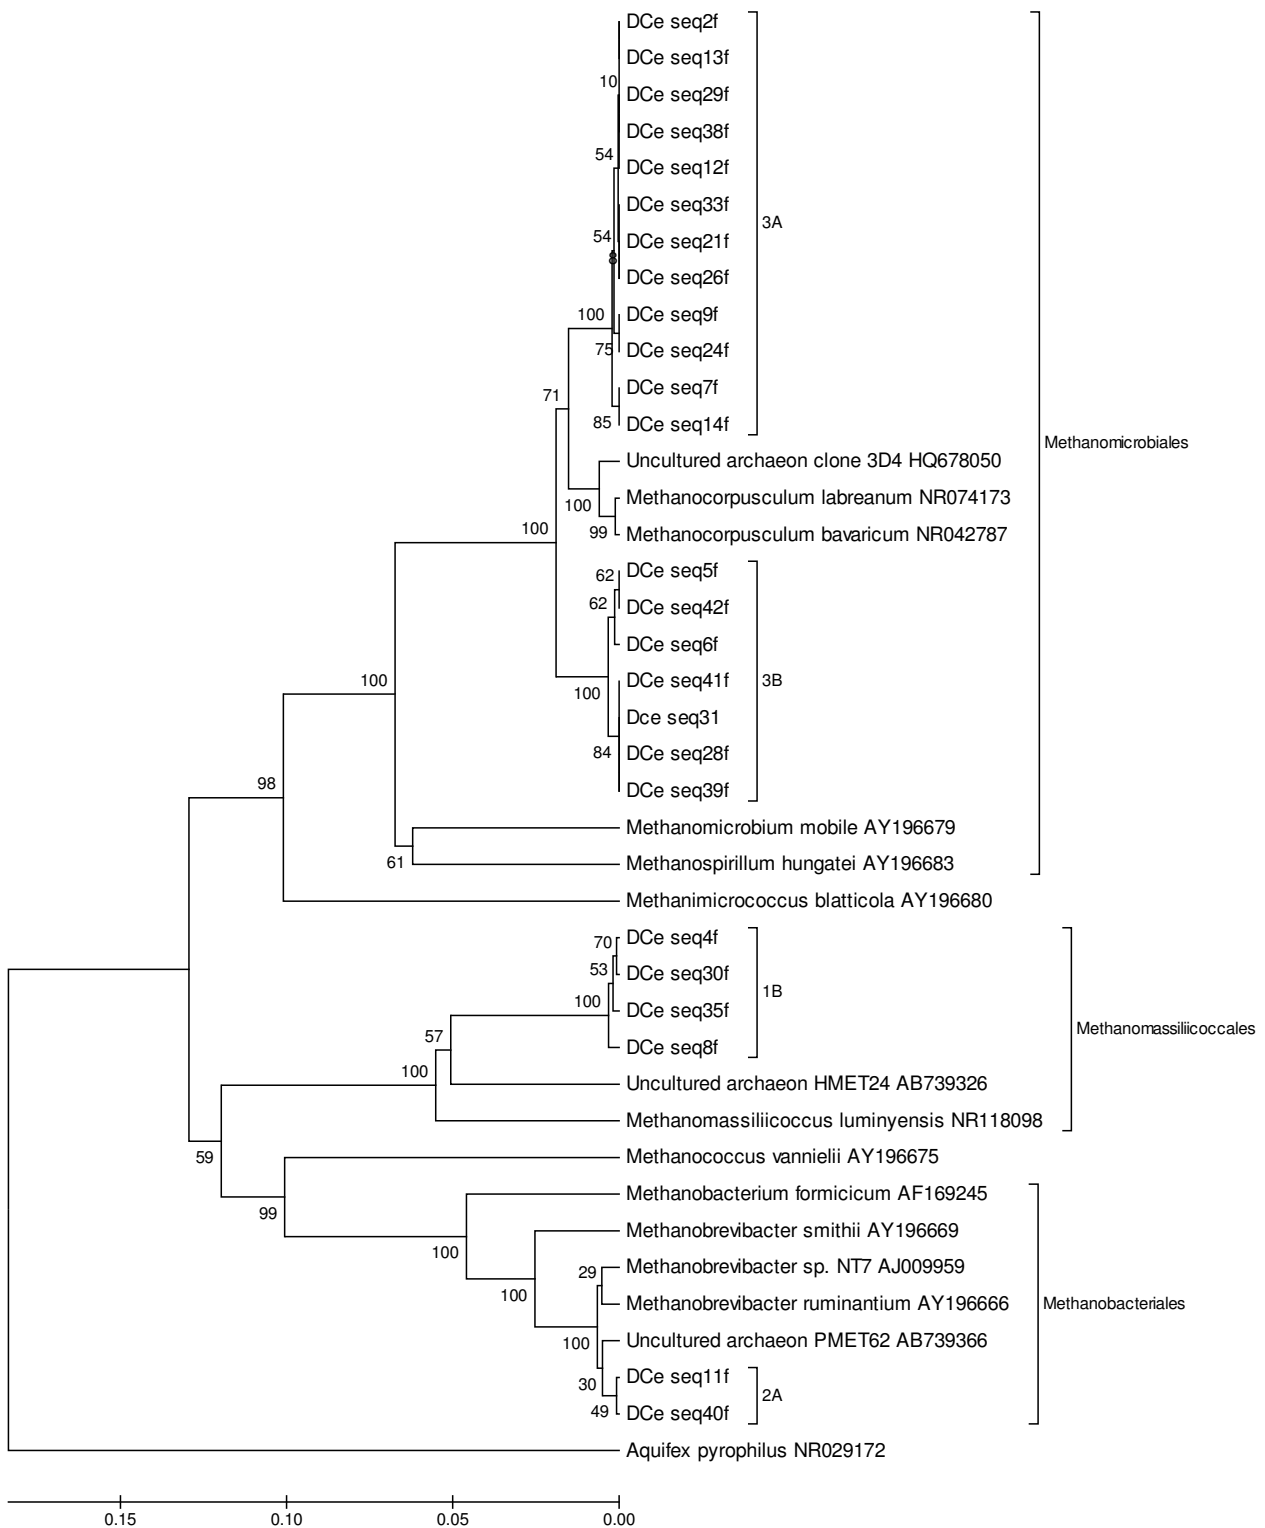 DCe seq2f
DCe seq13f
10
DCe seq29f
DCe seq38f
54
DCe seq12f
DCe seq33f
3A
54
DCe seq21f
DCe seq26f
100
DCe seq9f
75
DCe seq24f
71
DCe seq7f
85
DCe seq14f
Methanomicrobiales
Uncultured archaeon clone 3D4 HQ678050
100
Methanocorpusculum labreanum NR074173
100
99
Methanocorpusculum bavaricum NR042787
62
DCe seq5f
62
DCe seq42f
DCe seq6f
100
DCe seq41f
3B
100
Dce seq31
84
DCe seq28f
98
DCe seq39f
Methanomicrobium mobile AY196679
61
Methanospirillum hungatei AY196683
Methanimicrococcus blatticola AY196680
70
DCe seq4f
53
DCe seq30f
1B
100
DCe seq35f
Methanomassiliicoccales
57
DCe seq8f
100
Uncultured archaeon HMET24 AB739326
Methanomassiliicoccus luminyensis NR118098
59
Methanococcus vannielii AY196675
99
Methanobacterium formicicum AF169245
100
Methanobrevibacter smithii AY196669
29
Methanobrevibacter sp. NT7 AJ009959
100
Methanobrevibacter ruminantium AY196666
Methanobacteriales
100
Uncultured archaeon PMET62 AB739366
30
DCe seq11f
2A
49
DCe seq40f
Aquifex pyrophilus NR029172
0.15 0.10 0.05 0.00